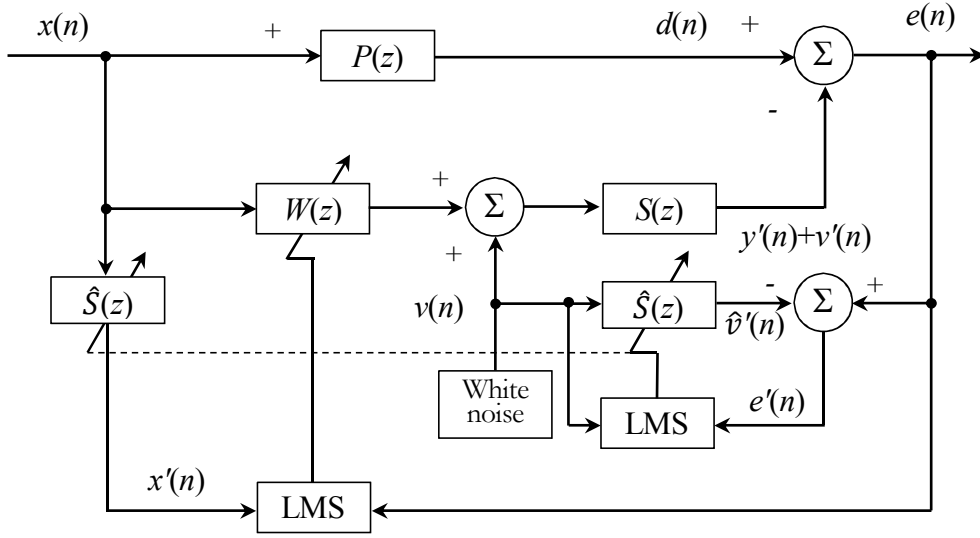 x(n)
+
P(z)
d(n)
+
Σ
e(n)
-
W(z)
+
Σ
S(z)
y'(n)+v'(n)
+
Ŝ(z)
v(n)
Ŝ(z)
-
v̂'(n)
Σ
+
White
noise
LMS
e'(n)
x'(n)
LMS